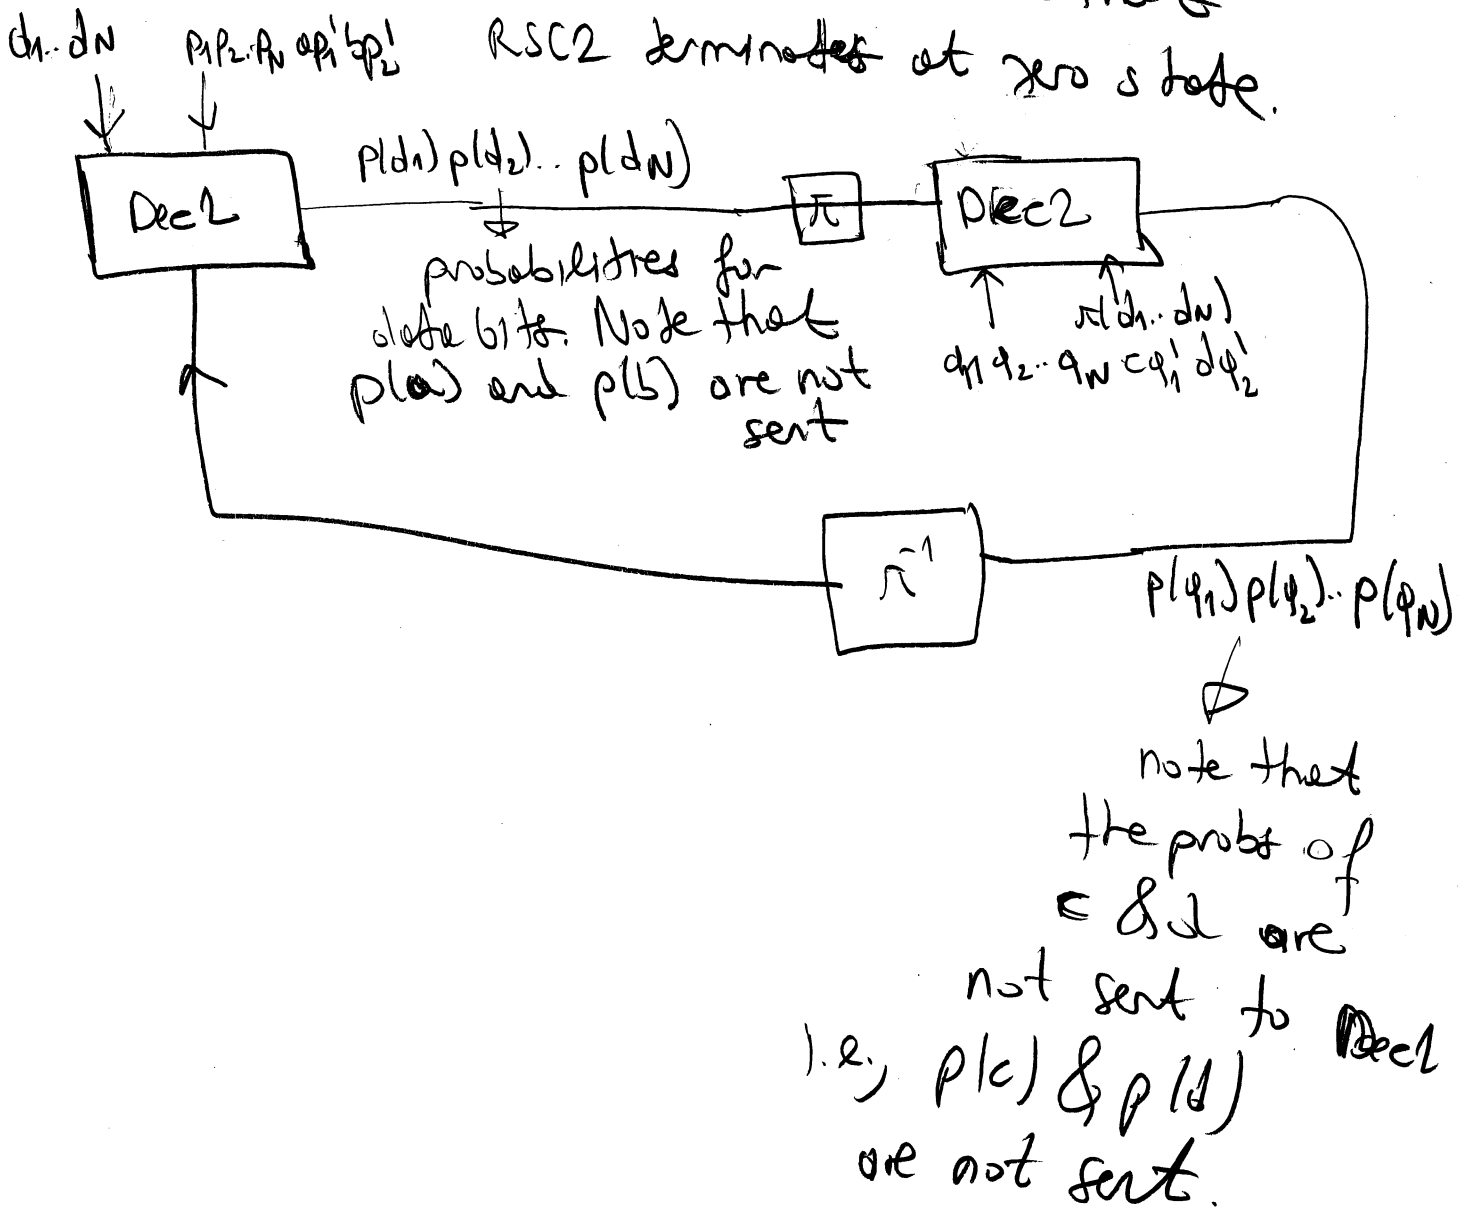 d1.. dN p1p2..pN ap1'bp2' RSC2 terminates at zero state.
p(d1) p(d2).. p(dN)
Dec1
π
Dec2
probabilities for
data bits. Note that
p(a) and p(b) are not
sent
π(d1.. dN)
q1 q2.. qN cq1' dq2'
π-1
p(q1) p(q2).. p(qN)
note that
the probs of
c & d are
not sent to Dec1
i.e., p(c) & p(d)
are not sent.